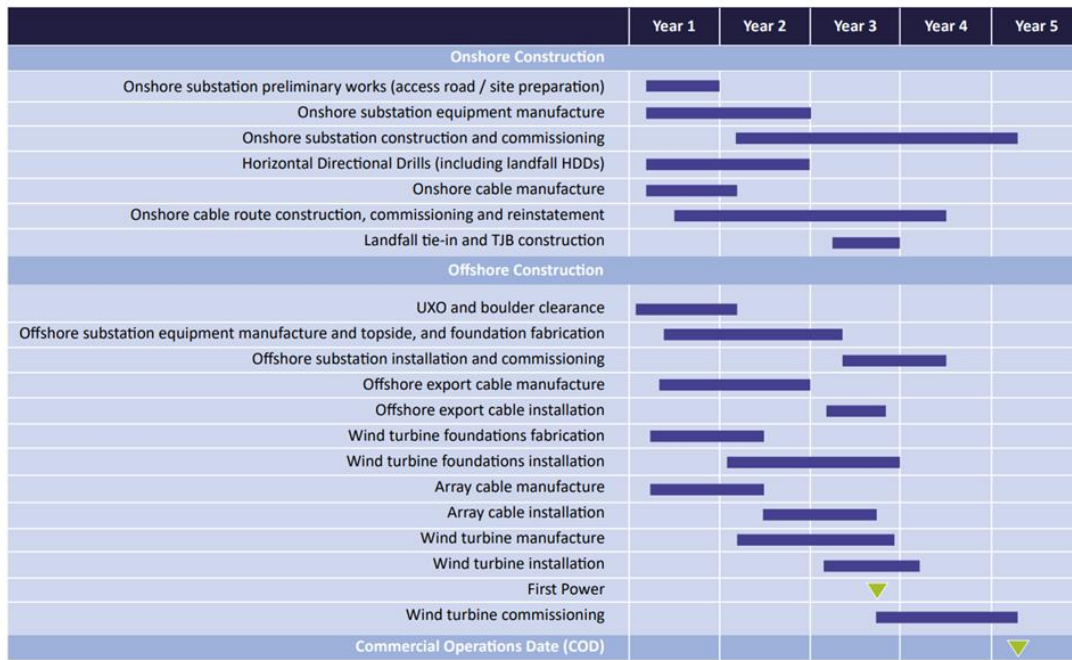 Year 1 Year 2 Year 3 Year 4 Year 5
Onshore Construction
Onshore substation preliminary works (access road / site preparation)
Onshore substation equipment manufacture
Onshore substation construction and commissioning
Horizontal Directional Drills (including landfall HDDs)
Onshore cable manufacture
Onshore cable route construction, commissioning and reinstatement
Landfall tie-in and TJB construction
Offshore Construction
UXO and boulder clearance
Offshore substation equipment manufacture and topside, and foundation fabrication
Offshore substation installation and commissioning
Offshore export cable manufacture
Offshore export cable installation
Wind turbine foundations fabrication
Wind turbine foundations installation
Array cable manufacture
Array cable installation
Wind turbine manufacture
Wind turbine installation
First Power
Wind turbine commissioning
Commercial Operations Date (COD)